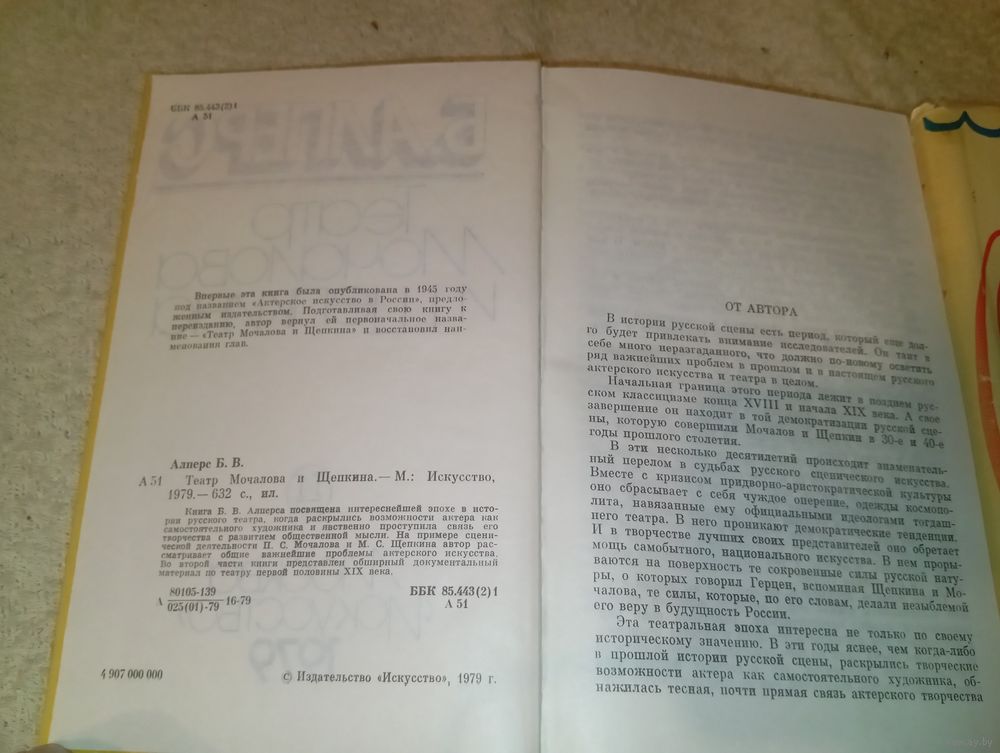 ББК 85.443(2)1
А 51
Впервые эта книга была опубликована в 1945 году
под названием «Актерское искусство в России», предло-
женным издательством. Подготавливая свою книгу к
переизданию, автор вернул ей первоначальное назва-
ние — «Театр Мочалова и Щепкина» и восстановил наи-
менования глав.
Алперс Б. В.
А 51 Театр Мочалова и Щепкина.— М.: Искусство,
1979.— 632 с., ил.
Книга Б. В. Алперса посвящена интереснейшей эпохе в исто-
рии русского театра, когда раскрылись возможности актера как
самостоятельного художника и явственно проступила связь его
творчества с развитием общественной мысли. На примере сцени-
ческой деятельности П. С. Мочалова и М. С. Щепкина автор рас-
сматривает общие важнейшие проблемы актерского искусства.
Во второй части книги представлен обширный документальный
материал по театру первой половины XIX века.
А 80105-139 / 025(01)-79 16-79
ББК 85.443(2)1
А 51
4 907 000 000
© Издательство «Искусство», 1979 г.
ОТ АВТОРА
В истории русской сцены есть период, который еще дол-
го будет привлекать внимание исследователей. Он таит в
себе много неразгаданного, что должно по-новому осветить
ряд важнейших проблем в прошлом и в настоящем русского
актерского искусства и театра в целом.
Начальная граница этого периода лежит в позднем рус-
ском классицизме конца XVIII и начала XIX века. А свое
завершение он находит в той демократизации русской сце-
ны, которую совершили Мочалов и Щепкин в 30-е и 40-е
годы прошлого столетия.
В эти несколько десятилетий происходит знаменатель-
ный перелом в судьбах русского сценического искусства.
Вместе с кризисом придворно-аристократической культуры
оно сбрасывает с себя чуждое оперение, одежды космопо-
лита, навязанные ему официальными идеологами тогдаш-
него театра. В него проникают демократические тенденции.
И в творчестве лучших своих представителей оно обретает
мощь самобытного, национального искусства. В нем проры-
ваются на поверхность те сокровенные силы русской нату-
ры, о которых говорил Герцен, вспоминая Щепкина и Мо-
чалова, те силы, которые, по его словам, делали незыблемой
его веру в будущность России.
Эта театральная эпоха интересна не только по своему
историческому значению. В эти годы яснее, чем когда-либо
в прошлой истории русской сцены, раскрылись творческие
возможности актера как самостоятельного художника, об-
нажилась тесная, почти прямая связь актерского творчества